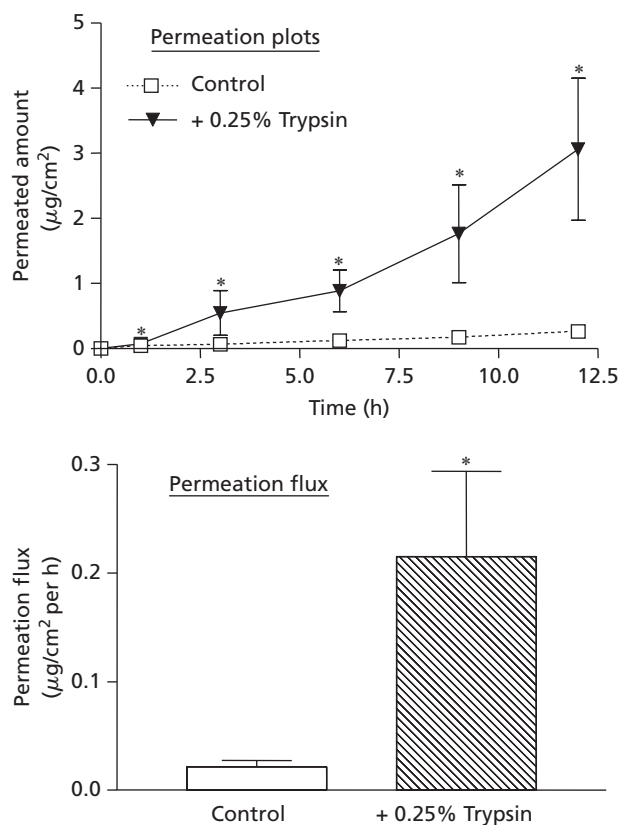 Permeation plots
Control
+ 0.25% Trypsin
Permeated amount
(μg/cm²)
5
4
3
2
1
0
*
*
*
*
*
0.0 2.5 5.0 7.5 10.0 12.5
Time (h)
Permeation flux
Permeation flux
(μg/cm² per h)
0.3
0.2
0.1
0.0
*
Control + 0.25% Trypsin